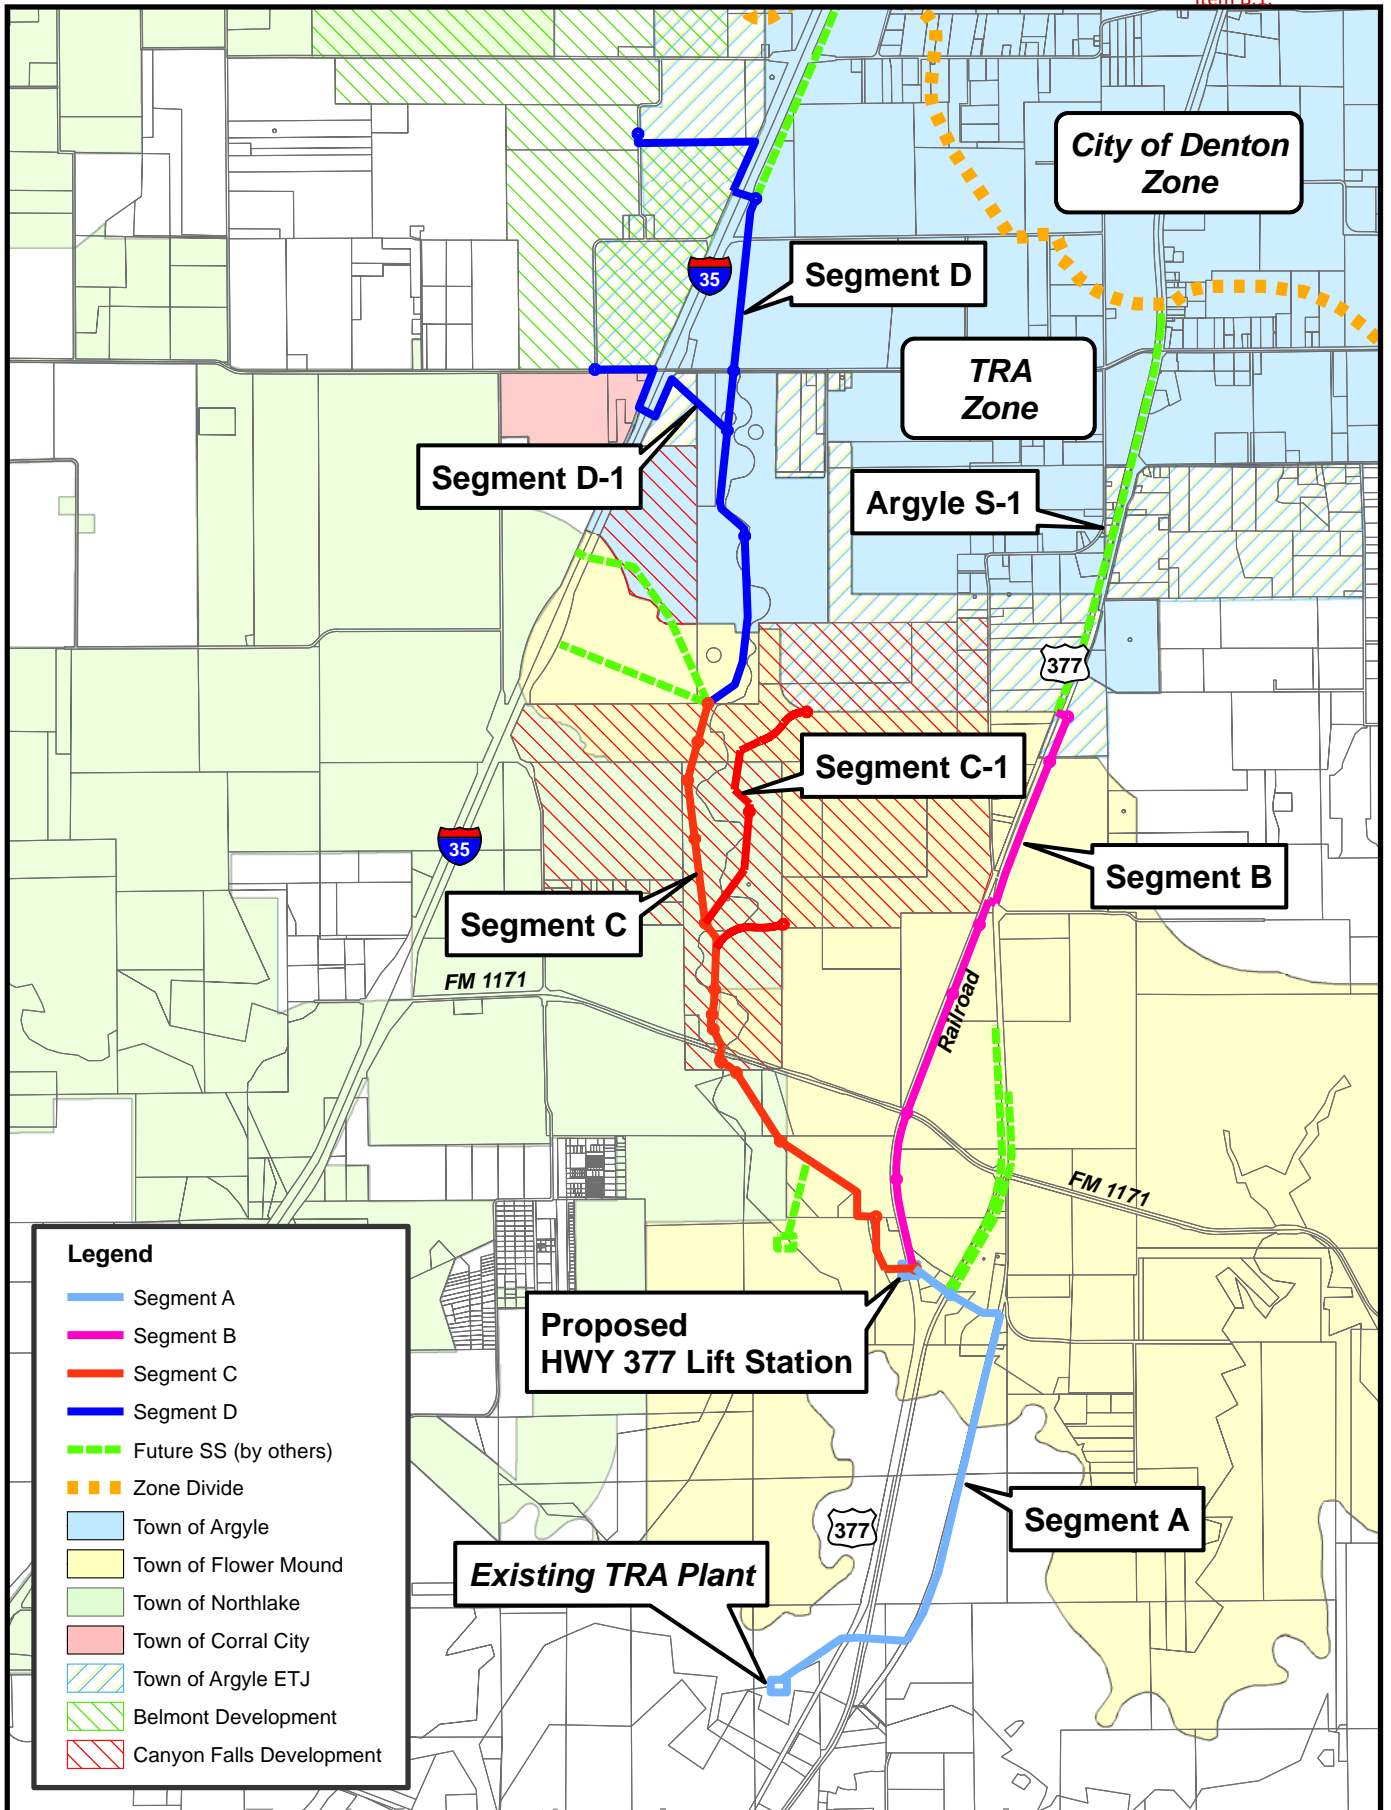 Item B.1.
City of Denton
Zone
35
Segment D
TRA
Zone
Segment D-1
Argyle S-1
377
Segment C-1
35
Segment B
Segment C
FM 1171
Railroad
FM 1171
Legend
Segment A
Segment B
Segment C
Segment D
Future SS (by others)
Zone Divide
Town of Argyle
Town of Flower Mound
Town of Northlake
Town of Corral City
Town of Argyle ETJ
Belmont Development
Canyon Falls Development
Proposed
HWY 377 Lift Station
377
Segment A
Existing TRA Plant